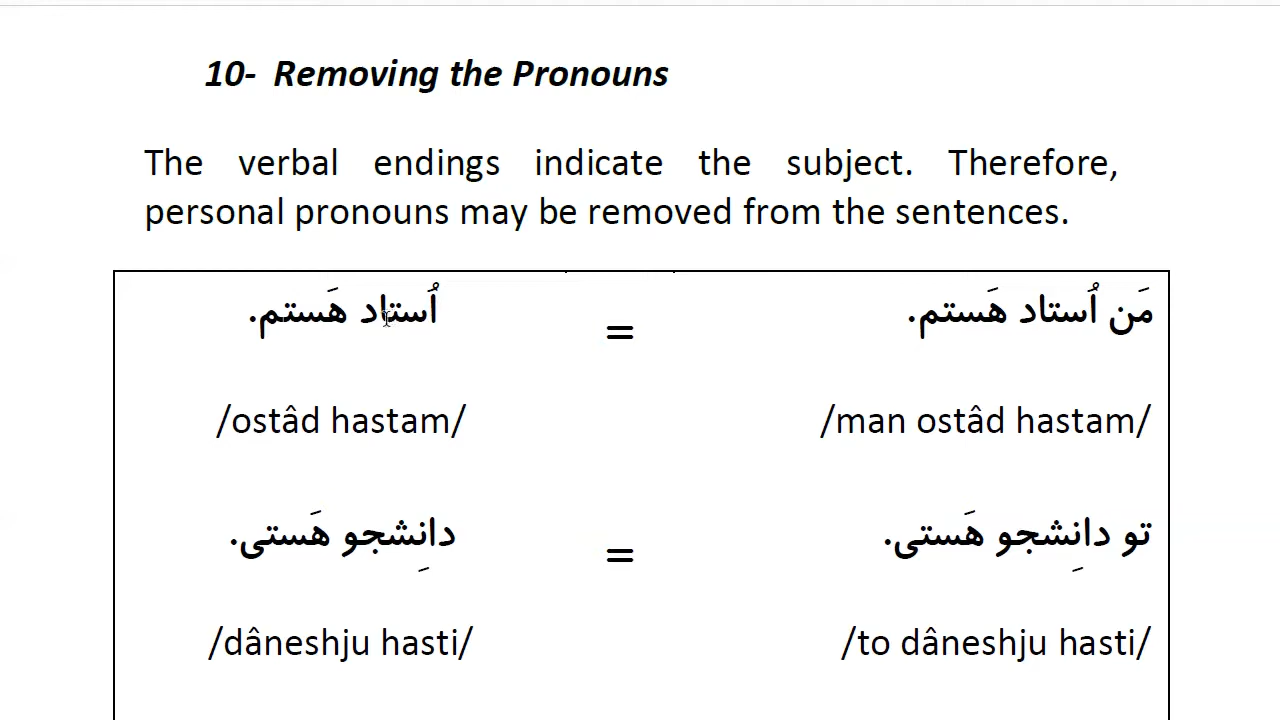 10- Removing the Pronouns
The verbal endings indicate the subject. Therefore,
personal pronouns may be removed from the sentences.
مَن اُستاد هَستم. = اُستاد هَستم.
/ostâd hastam/ /man ostâd hastam/
تو دانِشجو هَستی. = دانِشجو هَستی.
/dâneshju hasti/ /to dâneshju hasti/